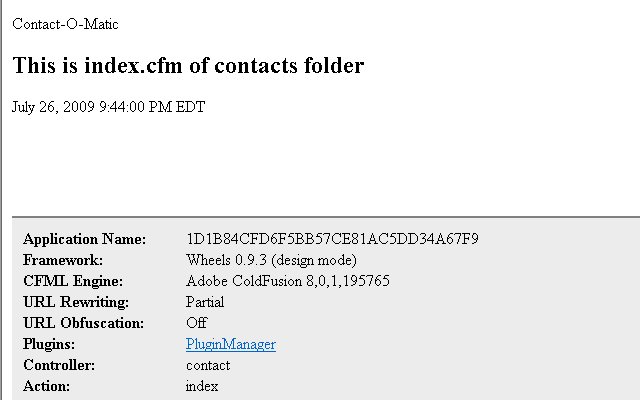 Contact-O-Matic
This is index.cfm of contacts folder
July 26, 2009 9:44:00 PM EDT
Application Name: 1D1B84CFD6F5BB57CE81AC5DD34A67F9
Framework: Wheels 0.9.3 (design mode)
CFML Engine: Adobe ColdFusion 8,0,1,195765
URL Rewriting: Partial
URL Obfuscation: Off
Plugins: PluginManager
Controller: contact
Action: index